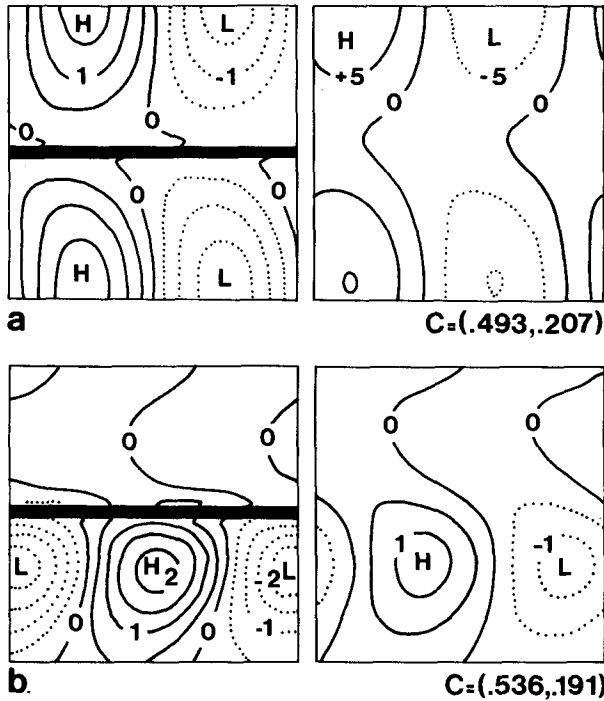 H L H L
1 -1 +5 -5
0 0 0
0 0 0
H L
a C=(.493,.207)
0 0 0 0
L H 2 -2 L 1 H -1 L
0 1 0 -1
b. C=(.536,.191)